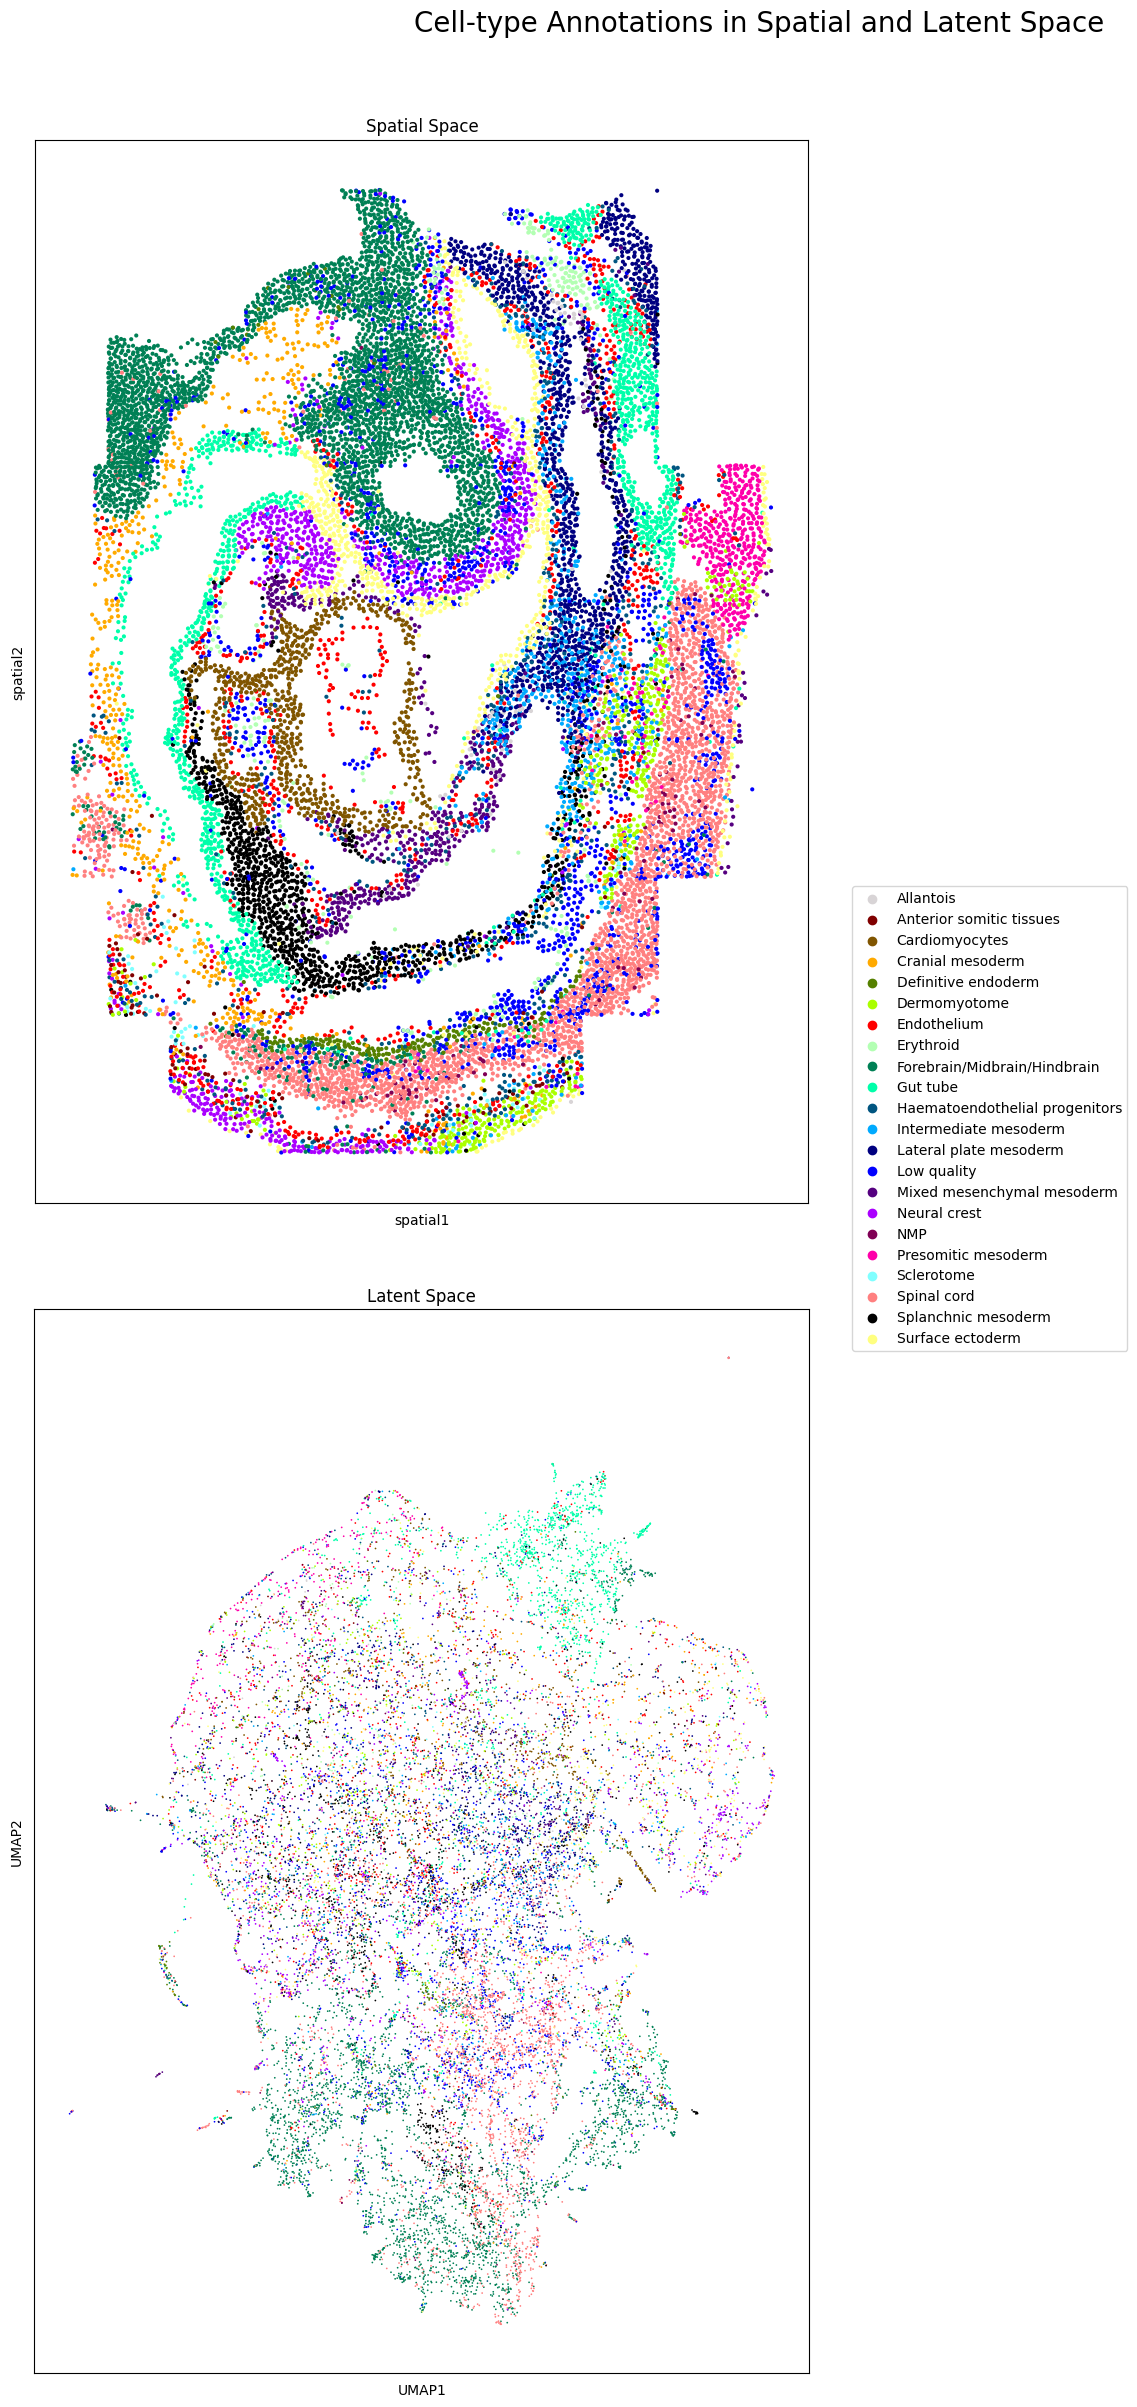 Cell-type Annotations in Spatial and Latent Space
Spatial Space
spatial2
spatial1
Allantois
Anterior somitic tissues
Cardiomyocytes
Cranial mesoderm
Definitive endoderm
Dermomyotome
Endothelium
Erythroid
Forebrain/Midbrain/Hindbrain
Gut tube
Haematoendothelial progenitors
Intermediate mesoderm
Lateral plate mesoderm
Low quality
Mixed mesenchymal mesoderm
Neural crest
NMP
Presomitic mesoderm
Sclerotome
Spinal cord
Splanchnic mesoderm
Surface ectoderm
Latent Space
UMAP2
UMAP1